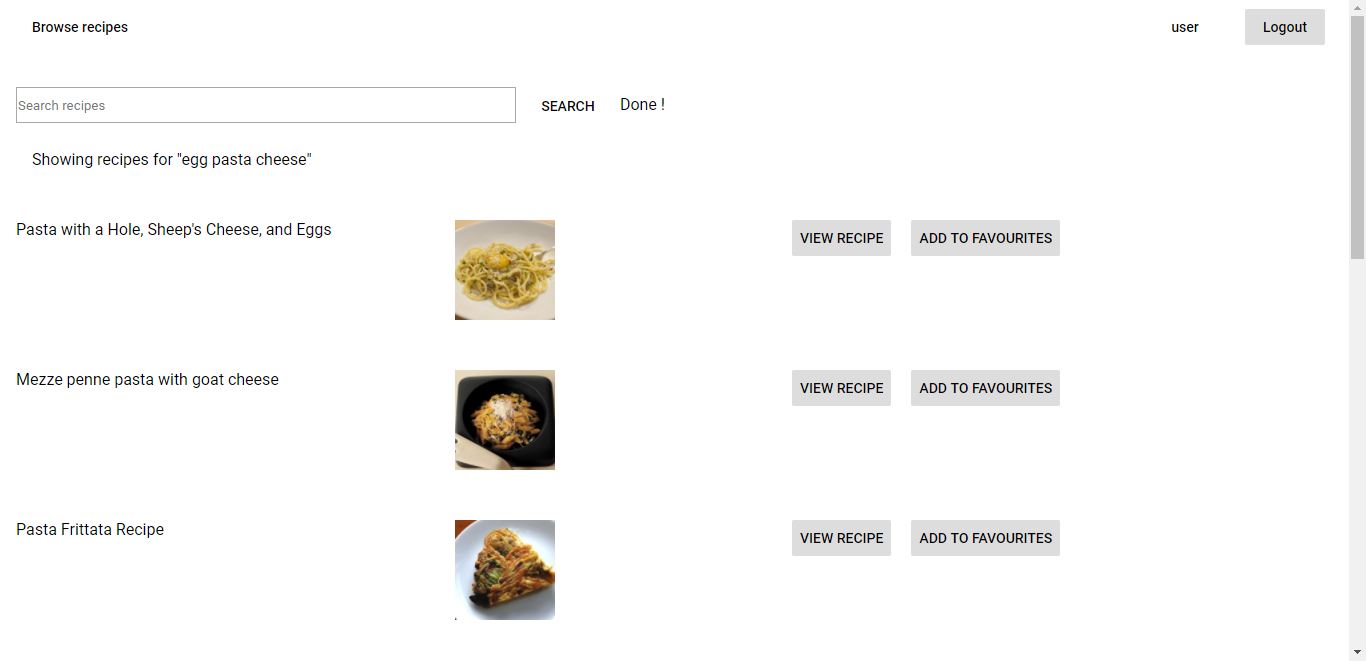 Browse recipes
user
Logout
Search recipes
SEARCH
Done !
Showing recipes for "egg pasta cheese"
Pasta with a Hole, Sheep's Cheese, and Eggs
VIEW RECIPE
ADD TO FAVOURITES
Mezze penne pasta with goat cheese
VIEW RECIPE
ADD TO FAVOURITES
Pasta Frittata Recipe
VIEW RECIPE
ADD TO FAVOURITES